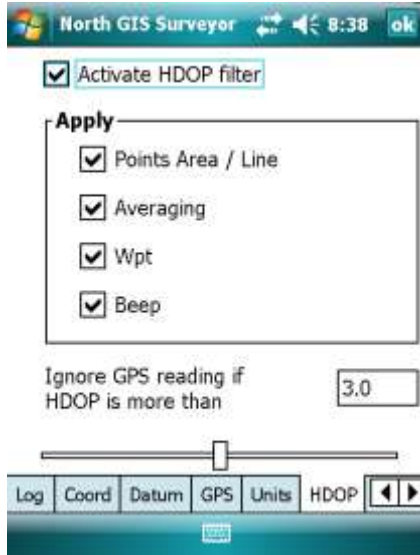 North GIS Surveyor 8:38 ok
Activate HDOP filter
Apply
Points Area / Line
Averaging
Wpt
Beep
Ignore GPS reading if
HDOP is more than
3.0
Log Coord Datum GPS Units HDOP